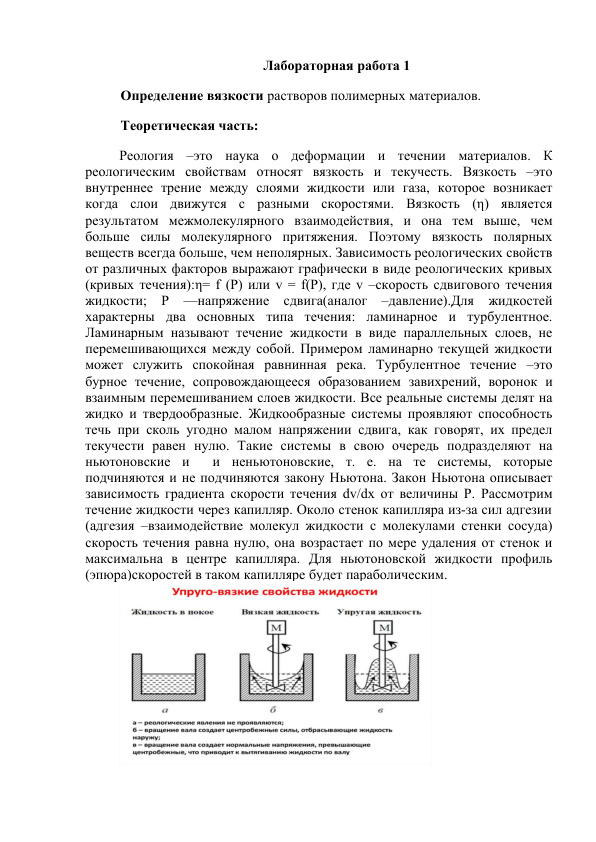 Лабораторная работа 1
Определение вязкости растворов полимерных материалов.
Теоретическая часть:
Реология –это наука о деформации и течении материалов. К
реологическим свойствам относят вязкость и текучесть. Вязкость –это
внутреннее трение между слоями жидкости или газа, которое возникает
когда слои движутся с разными скоростями. Вязкость (η) является
результатом межмолекулярного взаимодействия, и она тем выше, чем
больше силы молекулярного притяжения. Поэтому вязкость полярных
веществ всегда больше, чем неполярных. Зависимость реологических свойств
от различных факторов выражают графически в виде реологических кривых
(кривых течения):η= f (P) или v = f(P), где v –скорость сдвигового течения
жидкости; P —напряжение сдвига(аналог –давление).Для жидкостей
характерны два основных типа течения: ламинарное и турбулентное.
Ламинарным называют течение жидкости в виде параллельных слоев, не
перемешивающихся между собой. Примером ламинарно текущей жидкости
может служить спокойная равнинная река. Турбулентное течение –это
бурное течение, сопровождающееся образованием завихрений, воронок и
взаимным перемешиванием слоев жидкости. Все реальные системы делят на
жидко и твердообразные. Жидкообразные системы проявляют способность
течь при сколь угодно малом напряжении сдвига, как говорят, их предел
текучести равен нулю. Такие системы в свою очередь подразделяют на
ньютоновские и и неньютоновские, т. е. на те системы, которые
подчиняются и не подчиняются закону Ньютона. Закон Ньютона описывает
зависимость градиента скорости течения dv/dx от величины P. Рассмотрим
течение жидкости через капилляр. Около стенок капилляра из-за сил адгезии
(адгезия –взаимодействие молекул жидкости с молекулами стенки сосуда)
скорость течения равна нулю, она возрастает по мере удаления от стенок и
максимальна в центре капилляра. Для ньютоновской жидкости профиль
(эпюра)скоростей в таком капилляре будет параболическим.
Упруго-вязкие свойства жидкости
Жидкость в покое Вязкая жидкость Упругая жидкость
М М
а б в
а – реологические явления не проявляются;
б – вращение вала создает центробежные силы, отбрасывающие жидкость
наружу;
в – вращение вала создает нормальные напряжения, превышающие
центробежные, что приводит к вытягиванию жидкости по валу